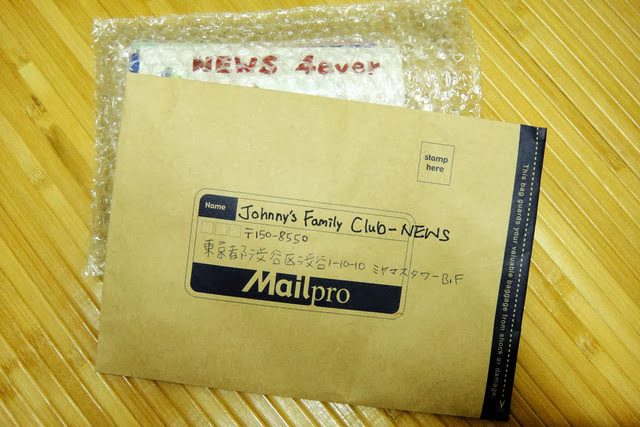 NEWS 4ever
stamp
here
Name
Johnny's Family Club-NEWS
〒150-8550
東京都渋谷区渋谷1-10-10 ミヤマスタワーB1F
Mailpro
This bag guards your valuable baggage from shock or damage.